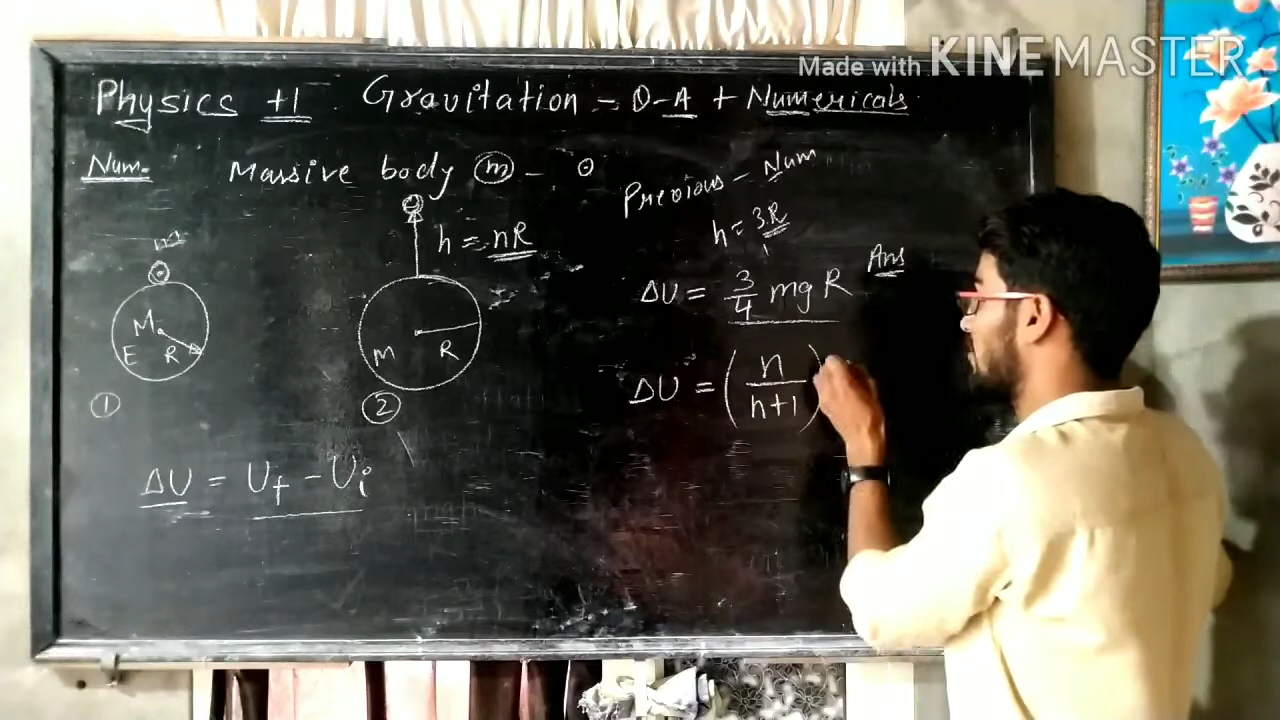 Made with KINEMASTER
Physics +1. Gravitation - Q-A + Numericals
Num. Massive body m -
Previous - Num
h = 3R
h = nR
m
ΔU = 3/4 mgR Ans
M
E R
M R
ΔU = (n/n+1)
1
2
ΔU = Uf - Ui